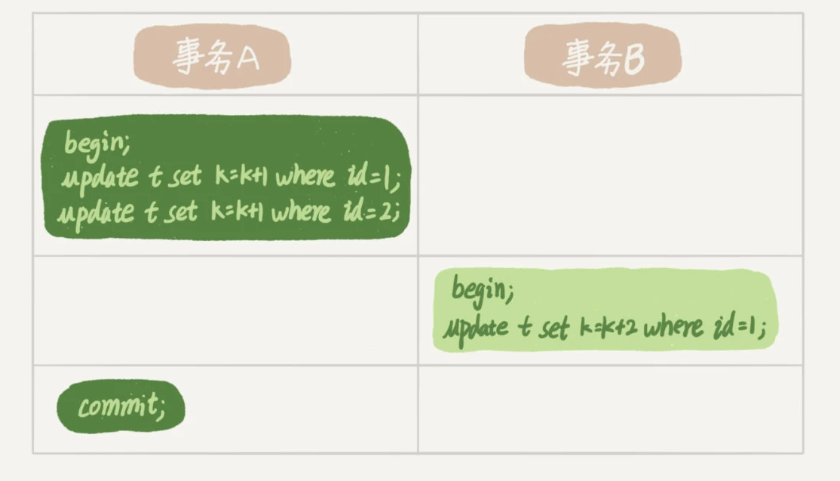 事务A
事务B
begin;
update t set k=k+1 where id=1;
update t set k=k+1 where id=2;
begin;
update t set k=k+2 where id=1;
commit;